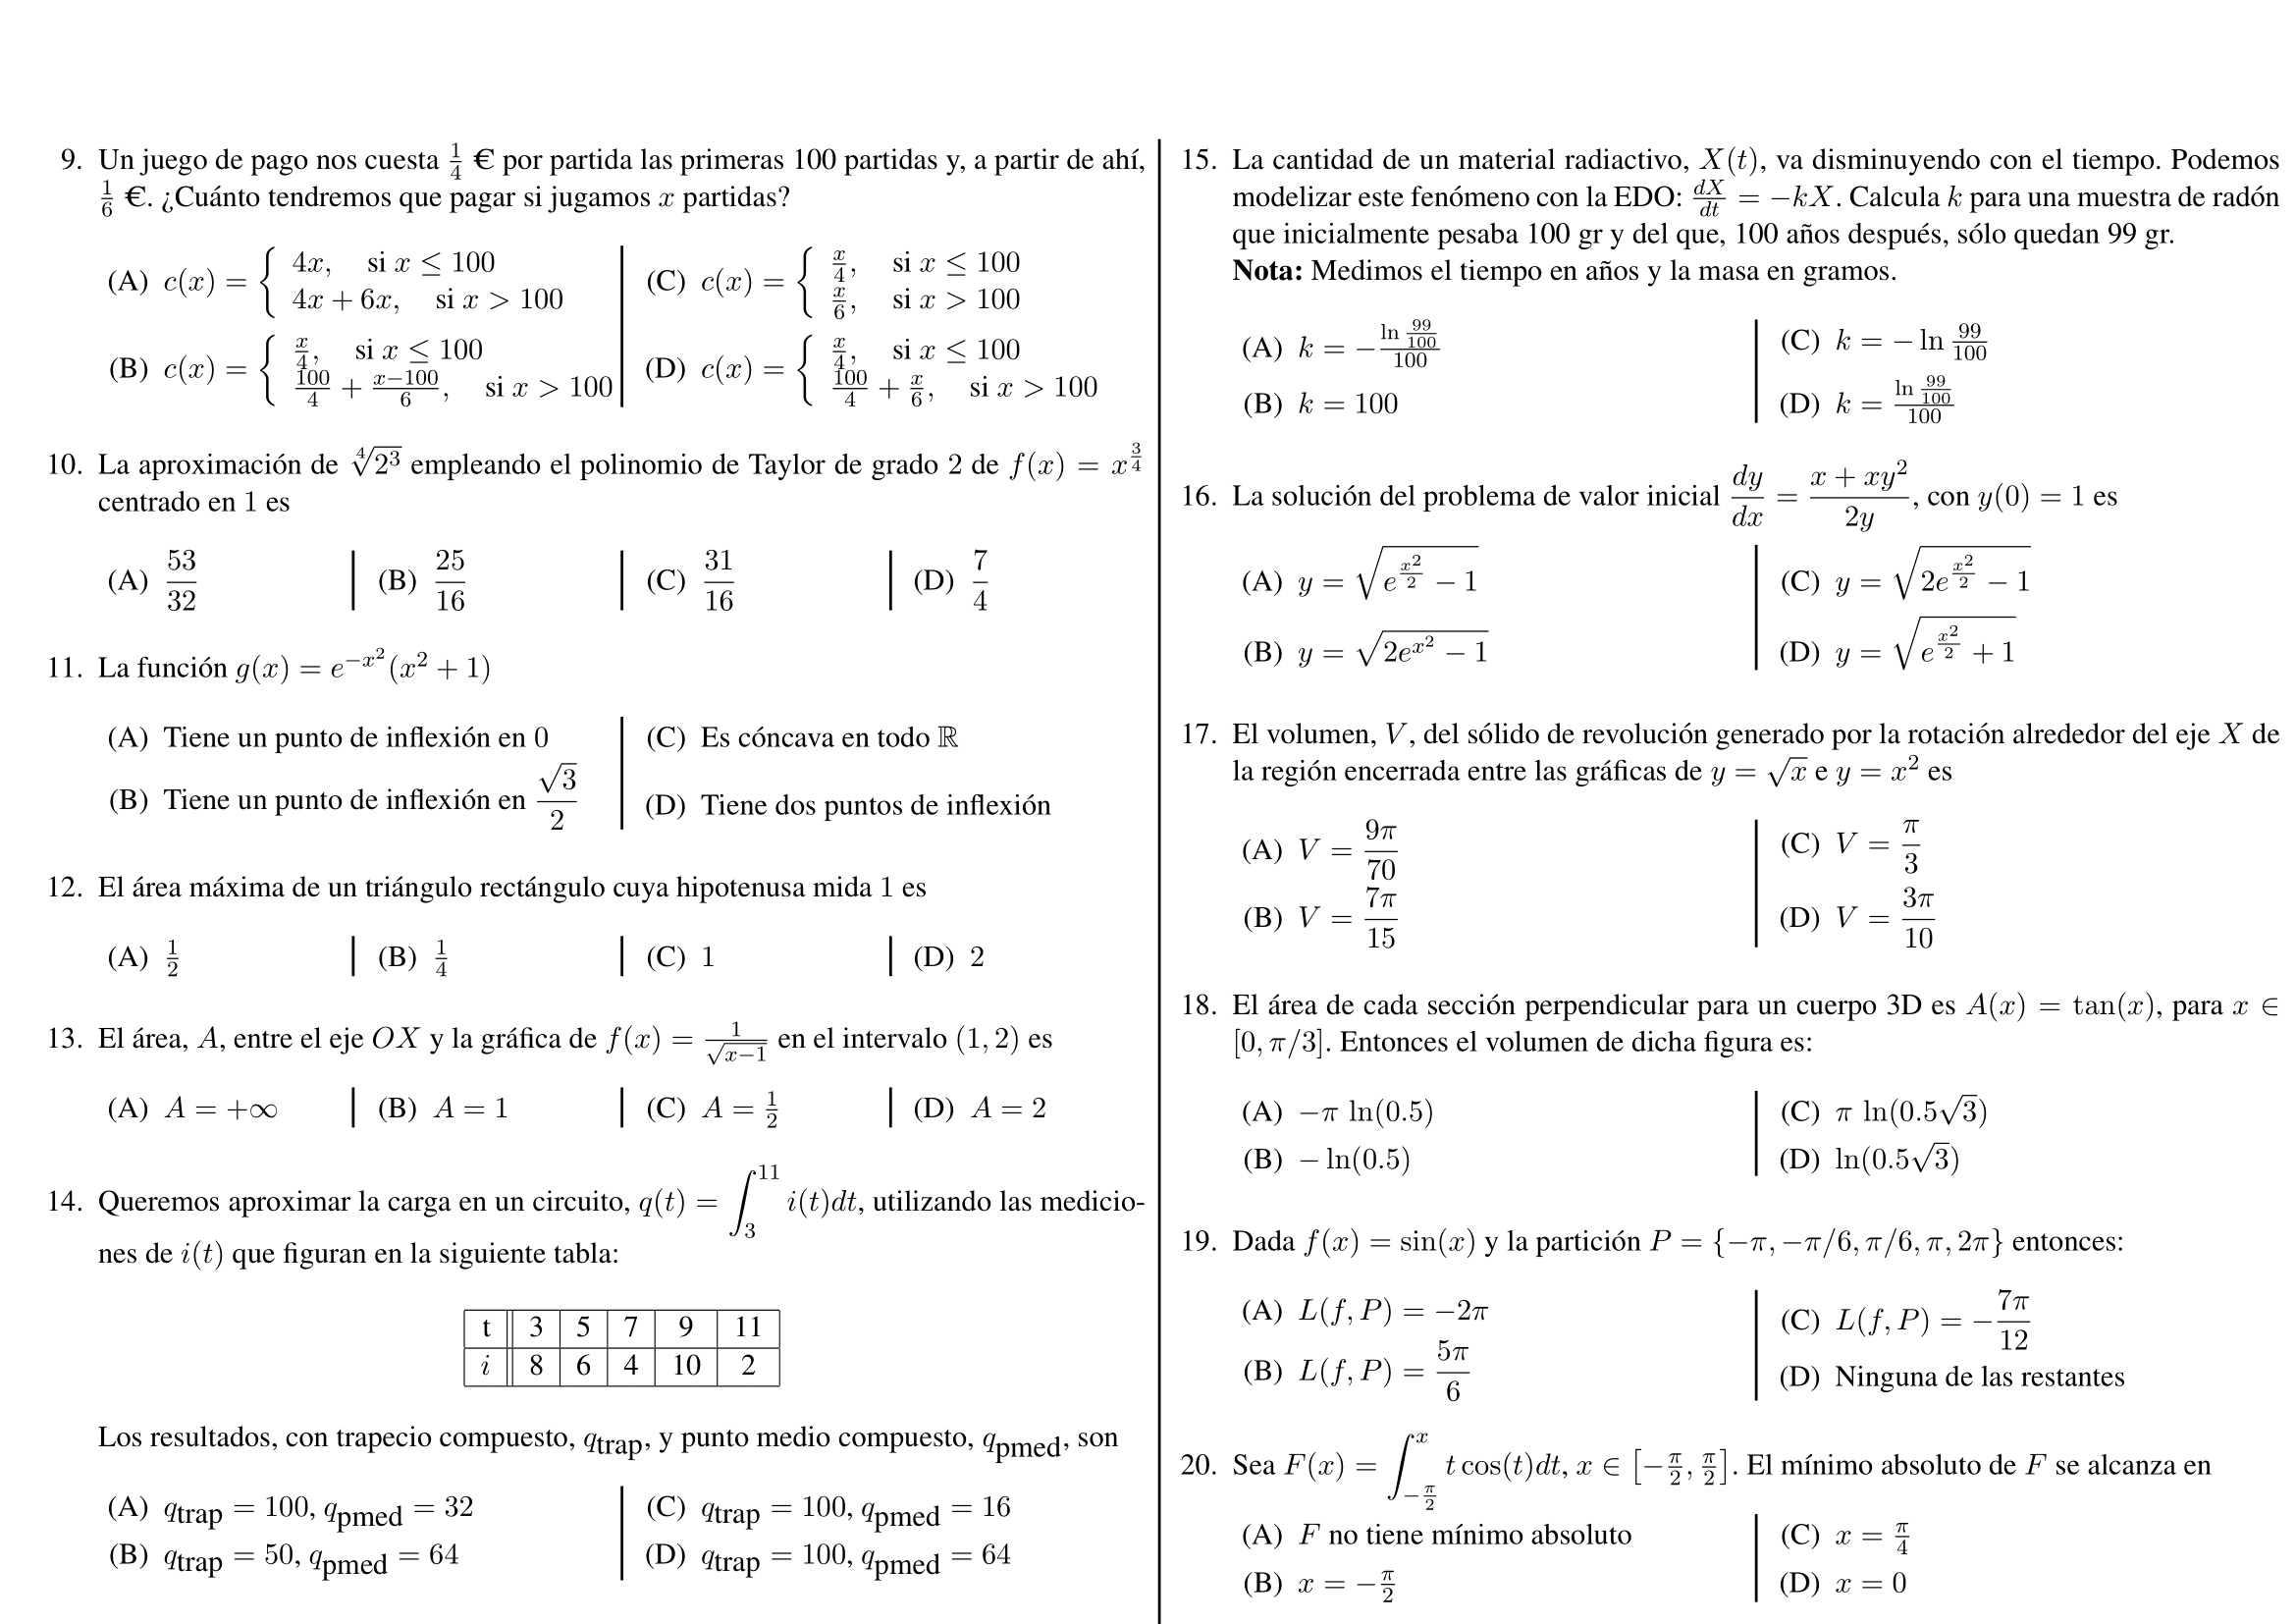 9. Un juego de pago nos cuesta $\frac{1}{4}$ € por partida las primeras 100 partidas y, a partir de ahí,
$\frac{1}{6}$ €. ¿Cuánto tendremos que pagar si jugamos $x$ partidas?
(A) $c(x) = \begin{cases} 4x, & \text{si } x \leq 100 \\ 4x + 6x, & \text{si } x > 100 \end{cases}$
(B) $c(x) = \begin{cases} \frac{x}{4}, & \text{si } x \leq 100 \\ \frac{100}{4} + \frac{x-100}{6}, & \text{si } x > 100 \end{cases}$
(C) $c(x) = \begin{cases} \frac{x}{4}, & \text{si } x \leq 100 \\ \frac{x}{6}, & \text{si } x > 100 \end{cases}$
(D) $c(x) = \begin{cases} \frac{x}{4}, & \text{si } x \leq 100 \\ \frac{100}{4} + \frac{x}{6}, & \text{si } x > 100 \end{cases}$
10. La aproximación de $\sqrt[4]{2^3}$ empleando el polinomio de Taylor de grado 2 de $f(x) = x^{\frac{3}{4}}$
centrado en 1 es
(A) $\frac{53}{32}$
(B) $\frac{25}{16}$
(C) $\frac{31}{16}$
(D) $\frac{7}{4}$
11. La función $g(x) = e^{-x^2}(x^2 + 1)$
(A) Tiene un punto de inflexión en 0
(B) Tiene un punto de inflexión en $\frac{\sqrt{3}}{2}$
(C) Es cóncava en todo $\mathbb{R}$
(D) Tiene dos puntos de inflexión
12. El área máxima de un triángulo rectángulo cuya hipotenusa mida 1 es
(A) $\frac{1}{2}$
(B) $\frac{1}{4}$
(C) 1
(D) 2
13. El área, $A$, entre el eje $OX$ y la gráfica de $f(x) = \frac{1}{\sqrt{x-1}}$ en el intervalo $(1, 2)$ es
(A) $A = +\infty$
(B) $A = 1$
(C) $A = \frac{1}{2}$
(D) $A = 2$
14. Queremos aproximar la carga en un circuito, $q(t) = \int_3^{11} i(t)dt$, utilizando las medicio-
nes de $i(t)$ que figuran en la siguiente tabla:
t 3 5 7 9 11
$i$ 8 6 4 10 2
Los resultados, con trapecio compuesto, $q_{\text{trap}}$, y punto medio compuesto, $q_{\text{pmed}}$, son
(A) $q_{\text{trap}} = 100, q_{\text{pmed}} = 32$
(B) $q_{\text{trap}} = 50, q_{\text{pmed}} = 64$
(C) $q_{\text{trap}} = 100, q_{\text{pmed}} = 16$
(D) $q_{\text{trap}} = 100, q_{\text{pmed}} = 64$
15. La cantidad de un material radiactivo, $X(t)$, va disminuyendo con el tiempo. Podemos
modelizar este fenómeno con la EDO: $\frac{dX}{dt} = -kX$. Calcula $k$ para una muestra de radón
que inicialmente pesaba 100 gr y del que, 100 años después, sólo quedan 99 gr.
Nota: Medimos el tiempo en años y la masa en gramos.
(A) $k = -\frac{\ln \frac{99}{100}}{100}$
(B) $k = 100$
(C) $k = -\ln \frac{99}{100}$
(D) $k = \frac{\ln \frac{99}{100}}{100}$
16. La solución del problema de valor inicial $\frac{dy}{dx} = \frac{x + xy^2}{2y}$, con $y(0) = 1$ es
(A) $y = \sqrt{e^{\frac{x^2}{2}} - 1}$
(B) $y = \sqrt{2e^{x^2} - 1}$
(C) $y = \sqrt{2e^{\frac{x^2}{2}} - 1}$
(D) $y = \sqrt{e^{\frac{x^2}{2}} + 1}$
17. El volumen, $V$, del sólido de revolución generado por la rotación alrededor del eje $X$ de
la región encerrada entre las gráficas de $y = \sqrt{x}$ e $y = x^2$ es
(A) $V = \frac{9\pi}{70}$
(B) $V = \frac{7\pi}{15}$
(C) $V = \frac{\pi}{3}$
(D) $V = \frac{3\pi}{10}$
18. El área de cada sección perpendicular para un cuerpo 3D es $A(x) = \tan(x)$, para $x \in$
$[0, \pi/3]$. Entonces el volumen de dicha figura es:
(A) $-\pi \ln(0.5)$
(B) $-\ln(0.5)$
(C) $\pi \ln(0.5\sqrt{3})$
(D) $\ln(0.5\sqrt{3})$
19. Dada $f(x) = \sin(x)$ y la partición $P = \{-\pi, -\pi/6, \pi/6, \pi, 2\pi\}$ entonces:
(A) $L(f, P) = -2\pi$
(B) $L(f, P) = \frac{5\pi}{6}$
(C) $L(f, P) = -\frac{7\pi}{12}$
(D) Ninguna de las restantes
20. Sea $F(x) = \int_{-\frac{\pi}{2}}^{x} t\cos(t)dt, x \in \left[-\frac{\pi}{2}, \frac{\pi}{2}\right]$. El mínimo absoluto de $F$ se alcanza en
(A) $F$ no tiene mínimo absoluto
(B) $x = -\frac{\pi}{2}$
(C) $x = \frac{\pi}{4}$
(D) $x = 0$